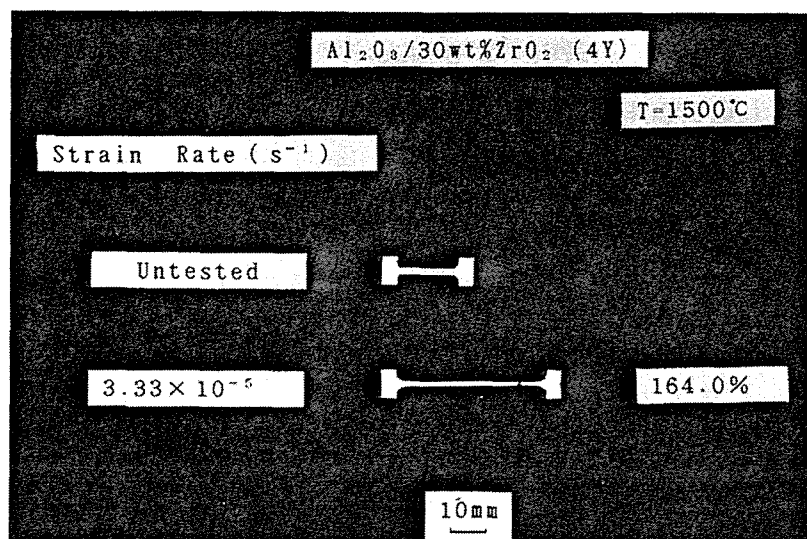 Al₂O₃/30wt%ZrO₂ (4Y)
T=1500°C
Strain Rate(s⁻¹)
Untested
3.33×10⁻⁵ 164.0%
10mm